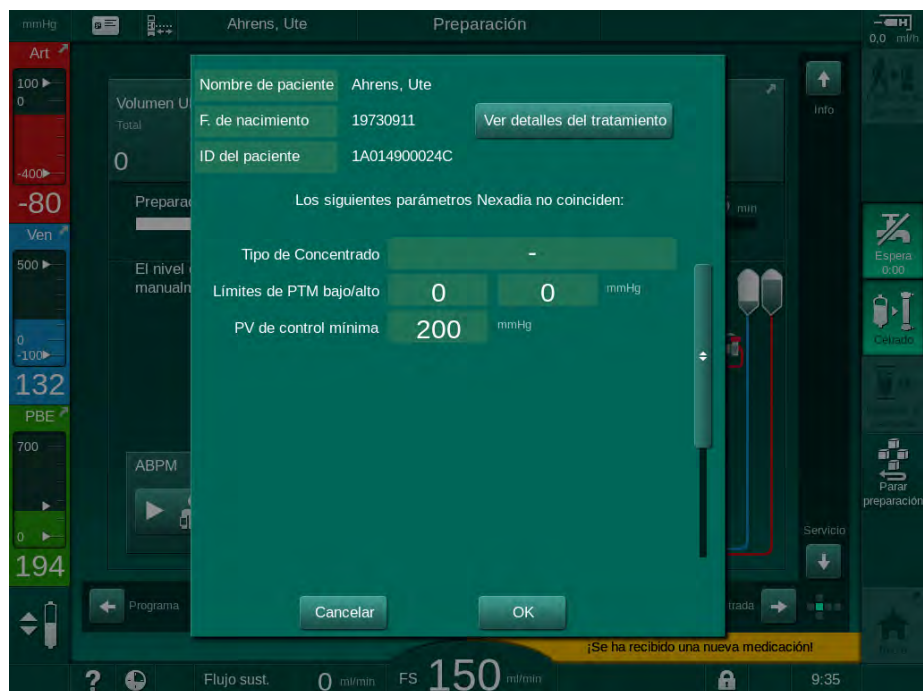 mmHg
Ahrens, Ute
Preparación
0,0 ml/h
Art
100
0
-400
-80
Ven
500
0
-100
132
PBE
700
0
194
Volumen U
Total
0
Prepara
min
El nivel
manualm
ABPM
Nombre de paciente Ahrens, Ute
F. de nacimiento 19730911 Ver detalles del tratamiento
ID del paciente 1A014900024C
Los siguientes parámetros Nexadia no coinciden:
Tipo de Concentrado -
Límites de PTM bajo/alto 0 0 mmHg
PV de control mínima 200 mmHg
Cancelar OK
Info
Servicio
Programa
trada
Espera
0:00
Cebado
Parar
preparación
¡Se ha recibido una nueva medicación!
? Flujo sust. 0 ml/min FS 150 ml/min 9:35